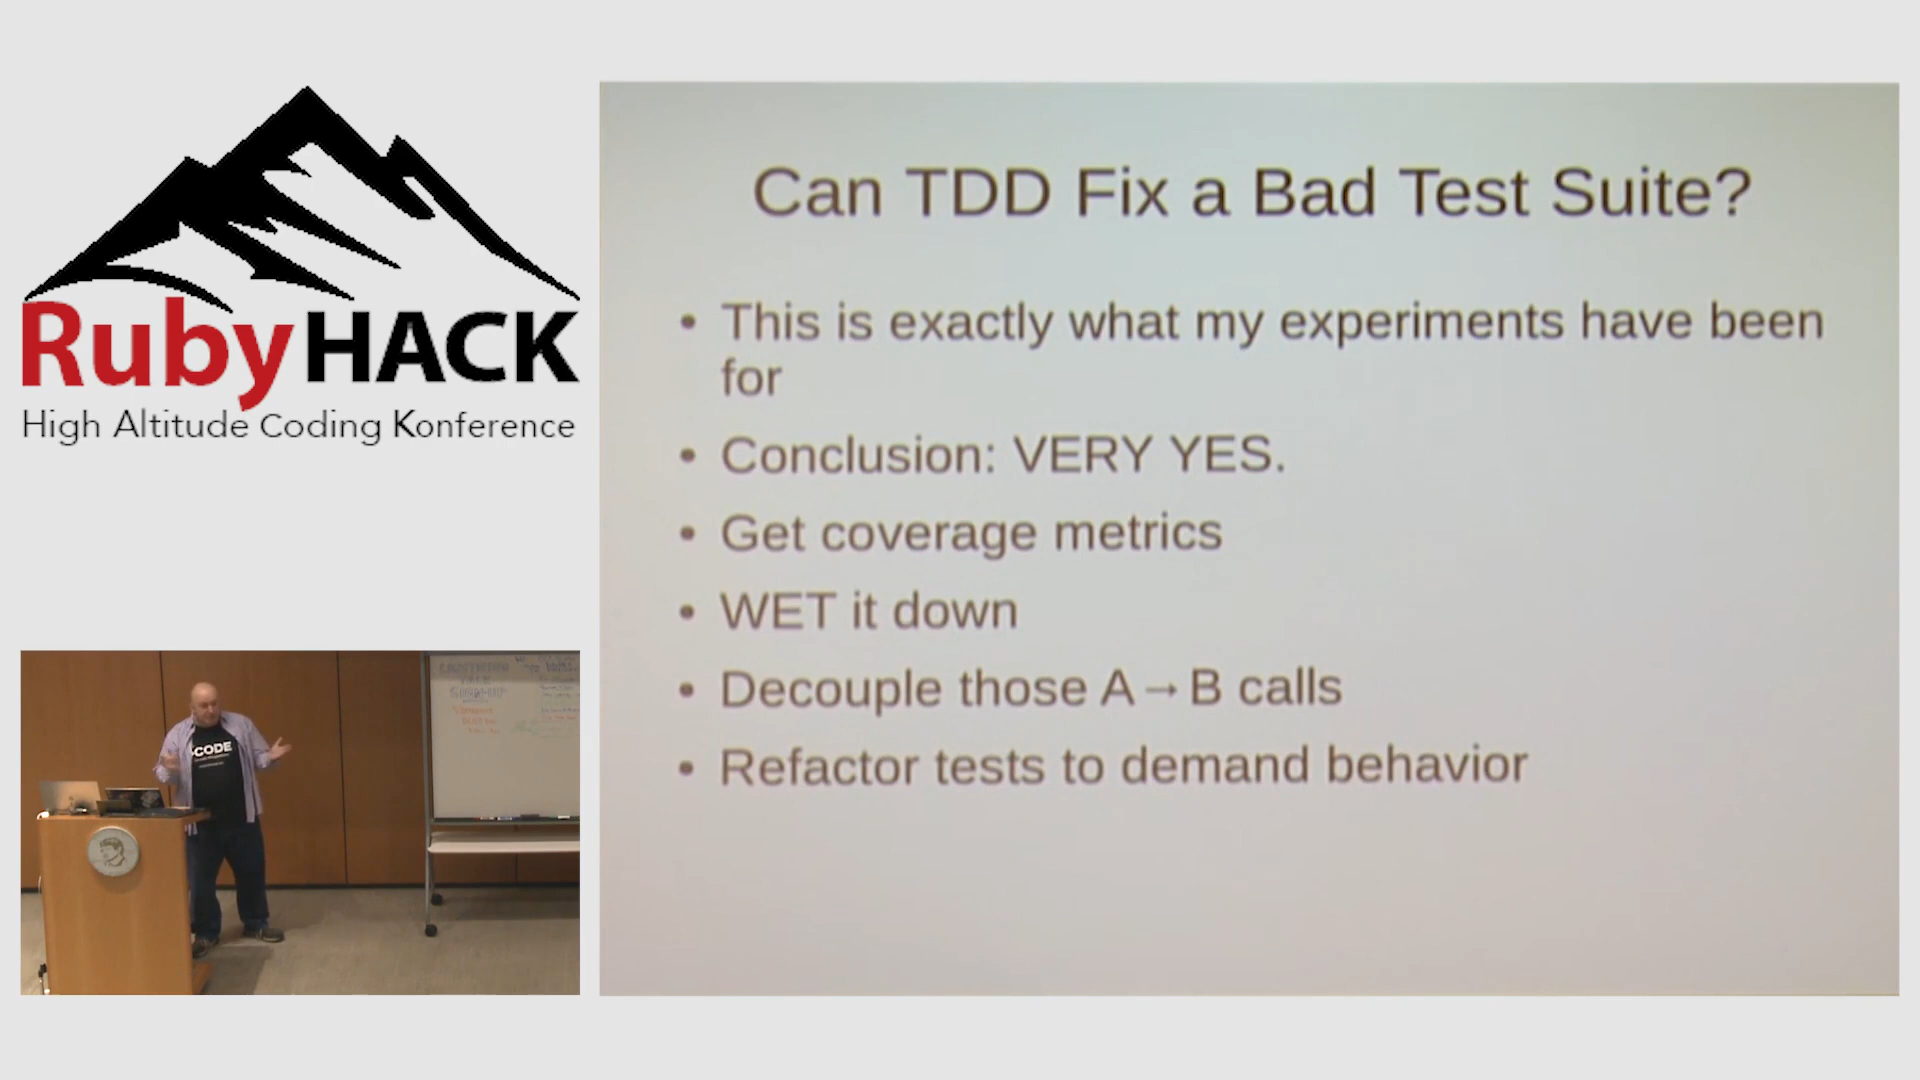 RubyHACK
High Altitude Coding Konference
Can TDD Fix a Bad Test Suite?
• This is exactly what my experiments have been
for
• Conclusion: VERY YES.
• Get coverage metrics
• WET it down
• Decouple those A→B calls
• Refactor tests to demand behavior
CODE